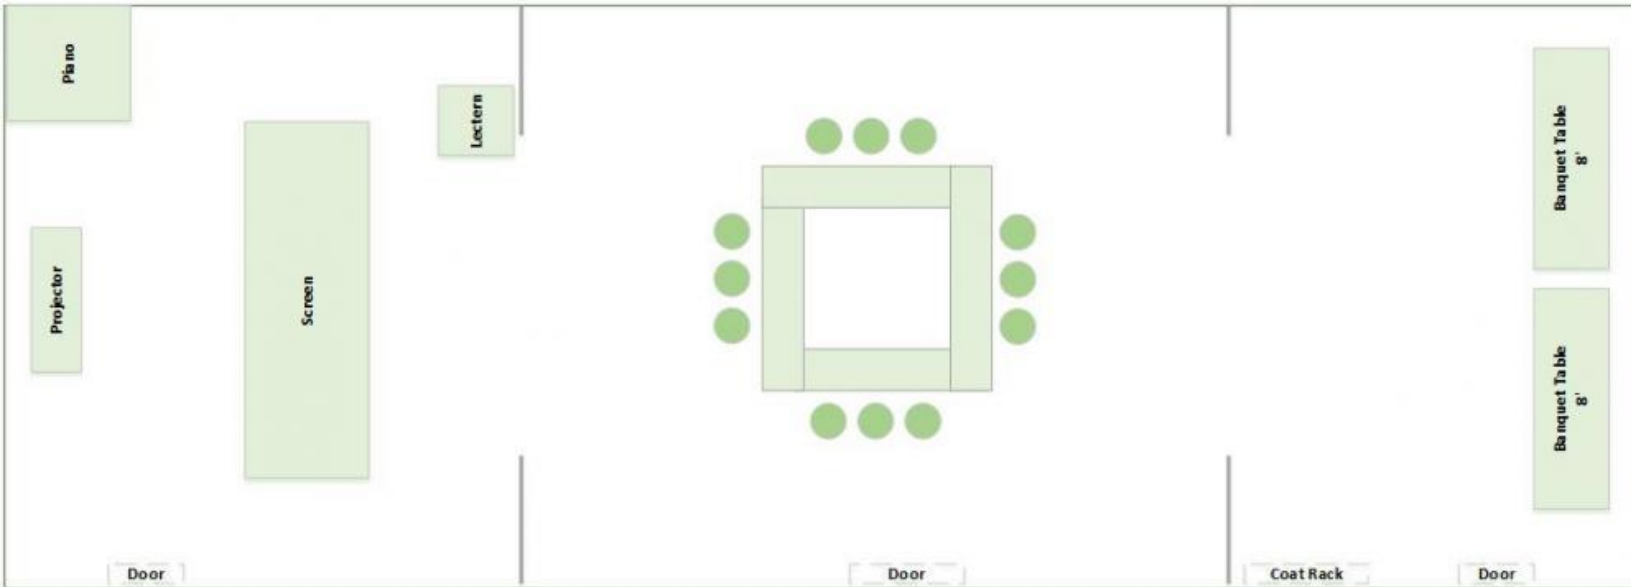 Piano
Lectern
Projector
Screen
Banquet Table
8'
Banquet Table
8'
Door
Door
Coat Rack
Door